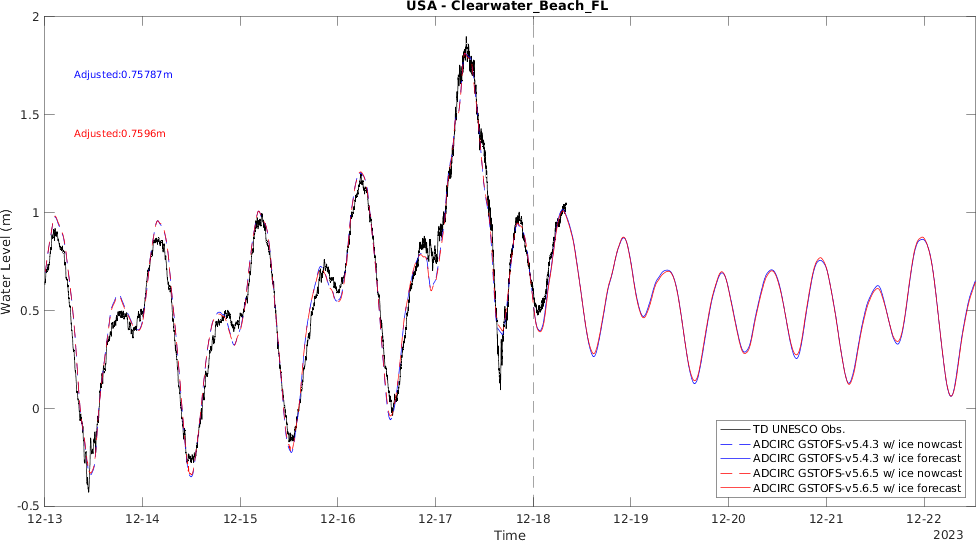 USA - Clearwater_Beach_FL
2
Adjusted:0.75787m
1.5
Adjusted:0.7596m
1
Water Level (m)
0.5
0
TD UNESCO Obs.
ADCIRC GSTOFS-v5.4.3 w/ ice nowcast
ADCIRC GSTOFS-v5.4.3 w/ ice forecast
ADCIRC GSTOFS-v5.6.5 w/ ice nowcast
ADCIRC GSTOFS-v5.6.5 w/ ice forecast
-0.5
12-13 12-14 12-15 12-16 12-17 12-18 12-19 12-20 12-21 12-22
Time
2023